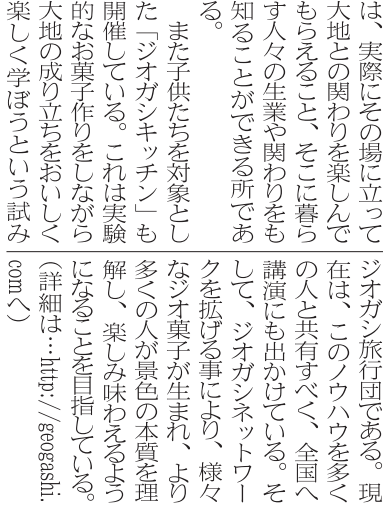 は、実際にその場に立って
大地との関わりを楽しんで
もらえること、そこに暮ら
す人々の生業や関わりをも
知ることができる所であ
る。
　また子供たちを対象とし
た「ジオガシキッチン」も
開催している。これは実験
的なお菓子作りをしながら
大地の成り立ちをおいしく
楽しく学ぼうという試み
ジオガシ旅行団である。現
在は、このノウハウを多く
の人と共有すべく、全国へ
講演にも出かけている。そ
して、ジオガシネットワー
クを拡げる事により、様々
なジオ菓子が生まれ、より
多くの人が景色の本質を理
解し、楽しみ味わえるよう
になることを目指している。
（詳細は…http://geogashi.
comへ）